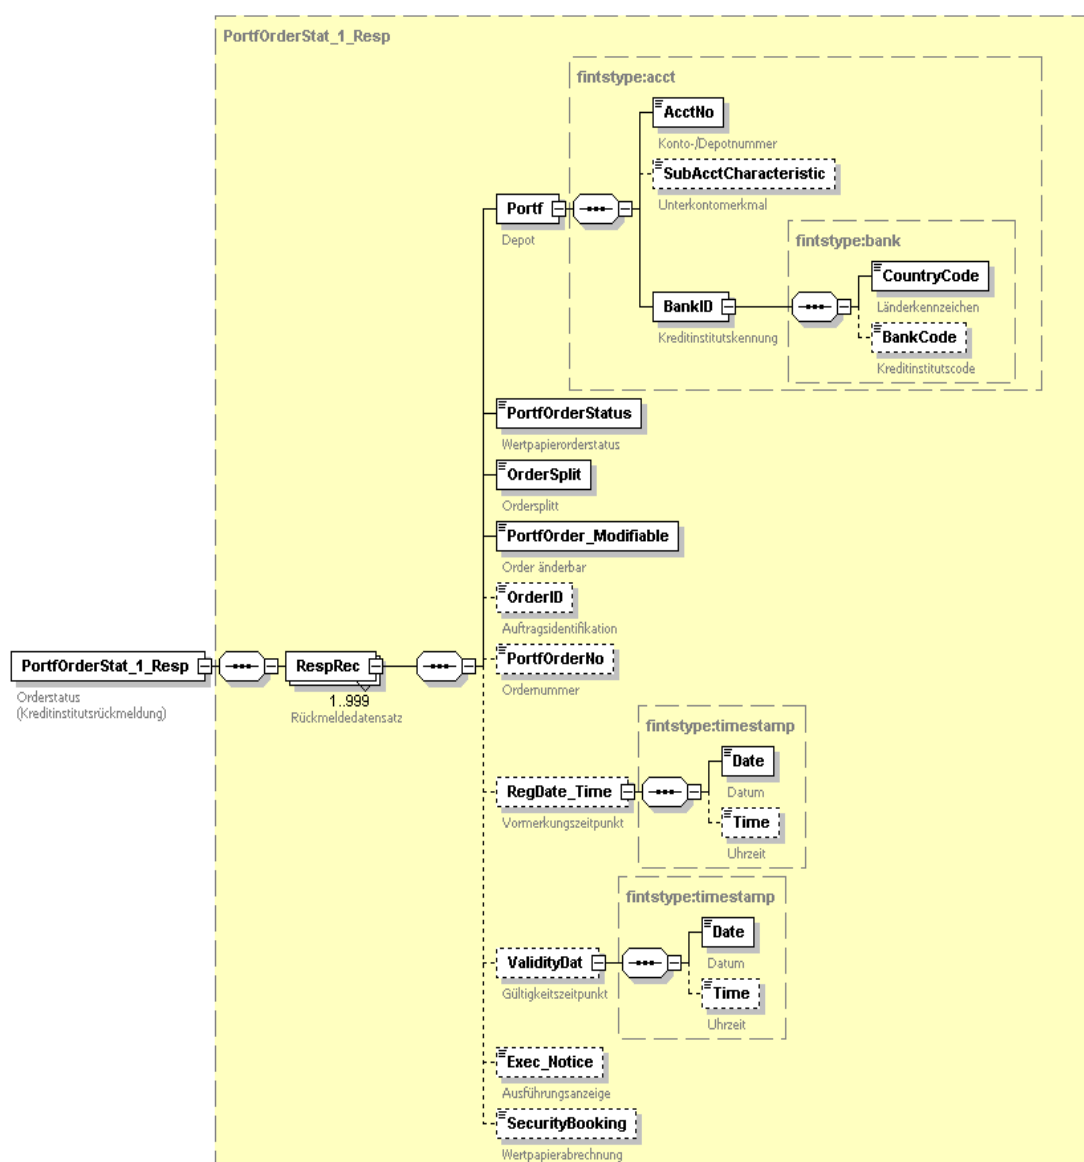 PortfOrderStat_1_Resp
fintstype:acct
AcctNo
Konto-/Depotnummer
SubAcctCharacteristic
Unterkontomerkmal
Portf
Depot
fintstype:bank
CountryCode
Länderkennzeichen
BankID
Kreditinstitutskennung
BankCode
Kreditinstitutscode
PortfOrderStatus
Wertpapierorderstatus
OrderSplit
Ordersplitt
PortfOrder_Modifiable
Order änderbar
OrderID
Auftragsidentifikation
PortfOrderNo
Ordernummer
PortfOrderStat_1_Resp
Orderstatus
(Kreditinstitutsrückmeldung)
RespRec
1..999
Rückmeldedatensatz
fintstype:timestamp
Date
Datum
RegDate_Time
Vormerkungszeitpunkt
Time
Uhrzeit
fintstype:timestamp
Date
Datum
ValidityDat
Gültigkeitszeitpunkt
Time
Uhrzeit
Exec_Notice
Ausführungsanzeige
SecurityBooking
Wertpapierabrechnung